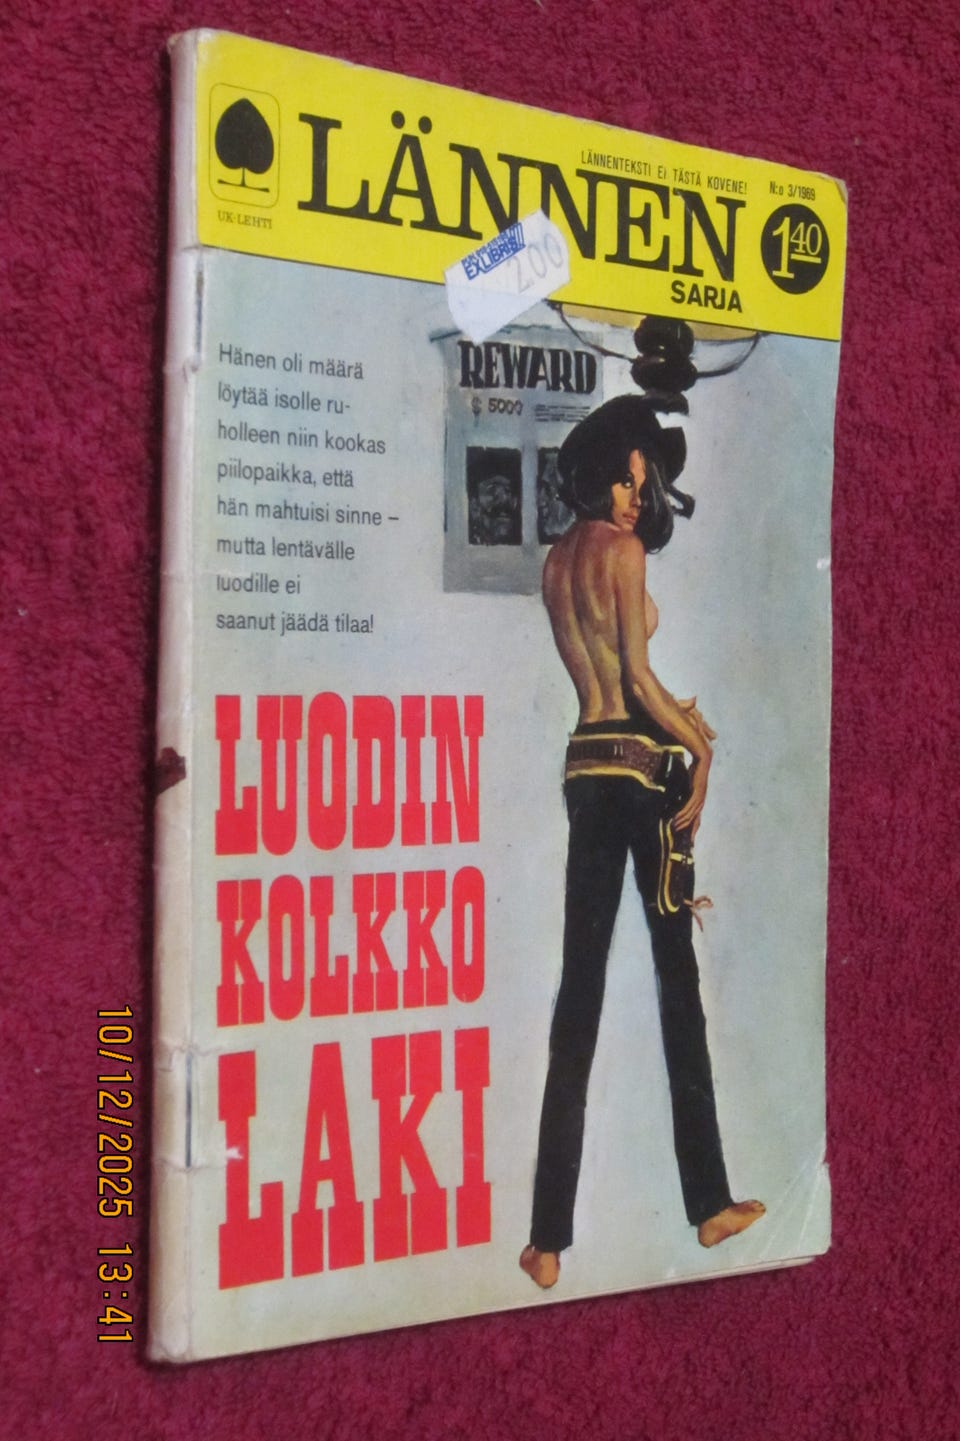 LÄNNENTEKSTI EI TÄSTÄ KOVENE!
N:o 3/1969
LÄNNEN
SARJA
1.40
UK-LEHTI
EXLIBRIS
200
REWARD
$ 5000
Hänen oli määrä
löytää isolle ru-
holleen niin kookas
piilopaikka, että
hän mahtuisi sinne –
mutta lentävälle
luodille ei
saanut jäädä tilaa!
LUODIN
KOLKKO
LAKI
10/12/2025 13:41